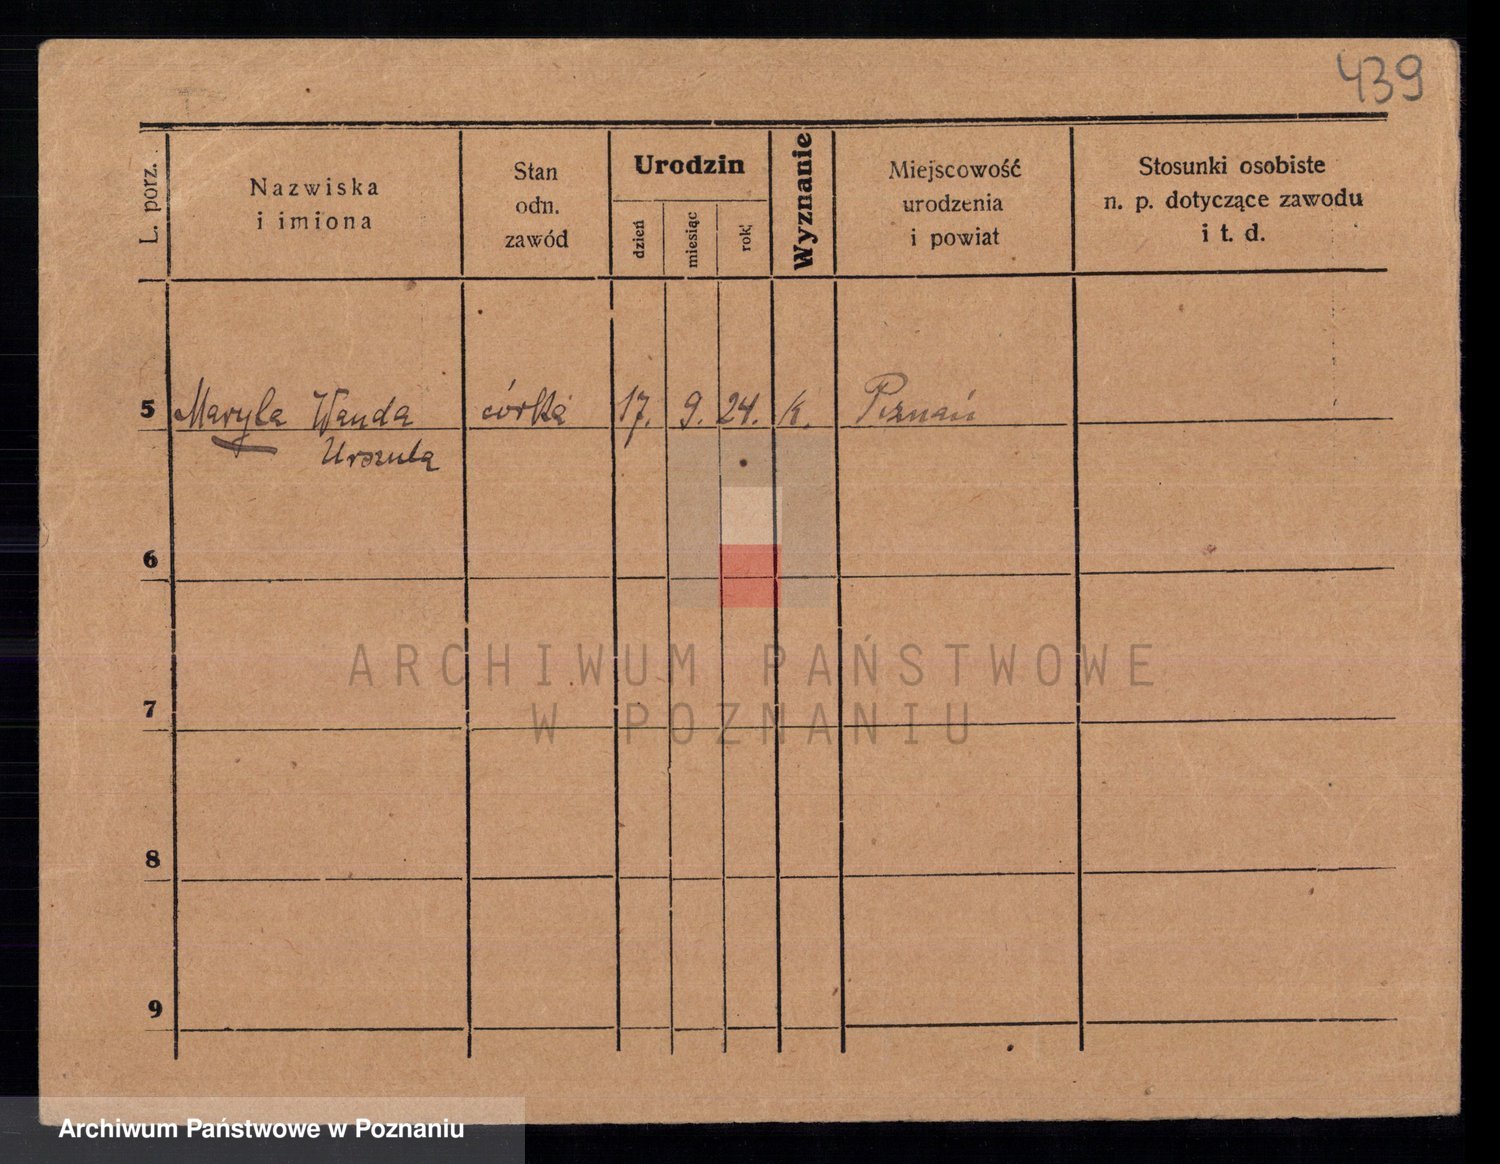 439
L. porz.
Nazwiska
i imiona
Stan
odn.
zawód
Urodzin
dzień
miesiąc
rok
Wyznanie
Miejscowość
urodzenia
i powiat
Stosunki osobiste
n. p. dotyczące zawodu
i t. d.
5 Maryla Wanda córka 17. 9. 24. k. Poznań
Urszula
6
7
8
9
ARCHIWUM PAŃSTWOWE
W POZNANIU
Archiwum Państwowe w Poznaniu